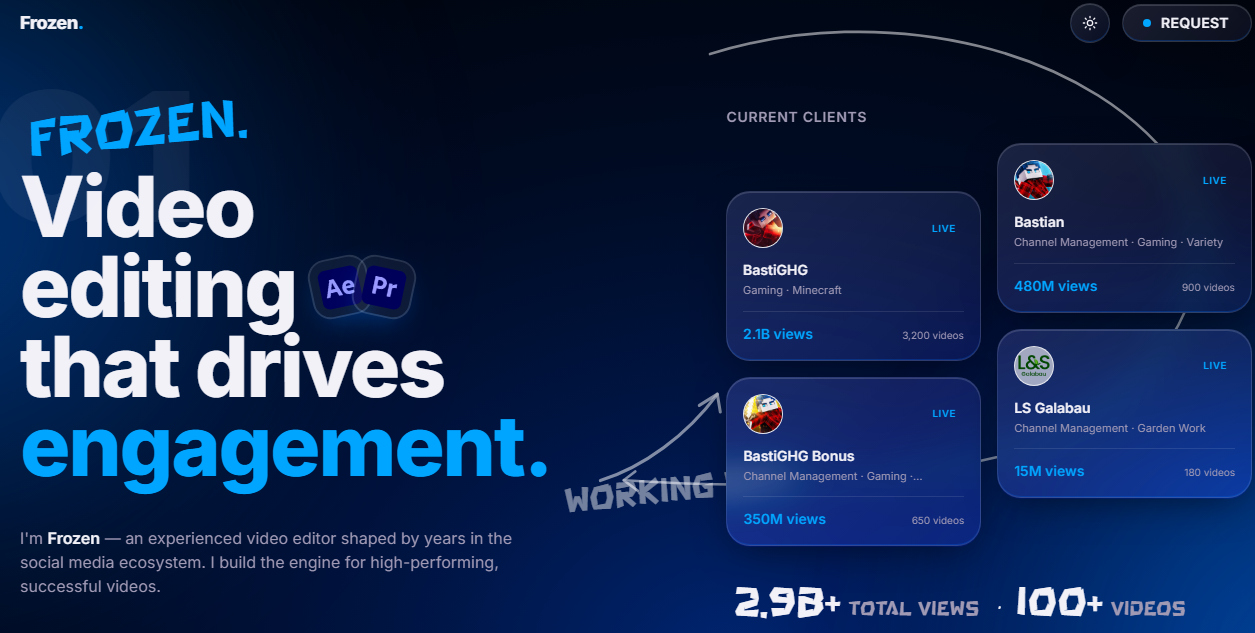 Frozen.
REQUEST
01
FROZEN.
Video
editing
Ae Pr
that drives
engagement.
I'm Frozen — an experienced video editor shaped by years in the
social media ecosystem. I build the engine for high-performing,
successful videos.
WORKING
CURRENT CLIENTS
LIVE
BastiGHG
Gaming · Minecraft
2.1B views
3,200 videos
LIVE
BastiGHG Bonus
Channel Management · Gaming ·...
350M views
650 videos
LIVE
Bastian
Channel Management · Gaming · Variety
480M views
900 videos
L&S
Galabau
LIVE
LS Galabau
Channel Management · Garden Work
15M views
180 videos
2.9B+ TOTAL VIEWS · 100+ VIDEOS